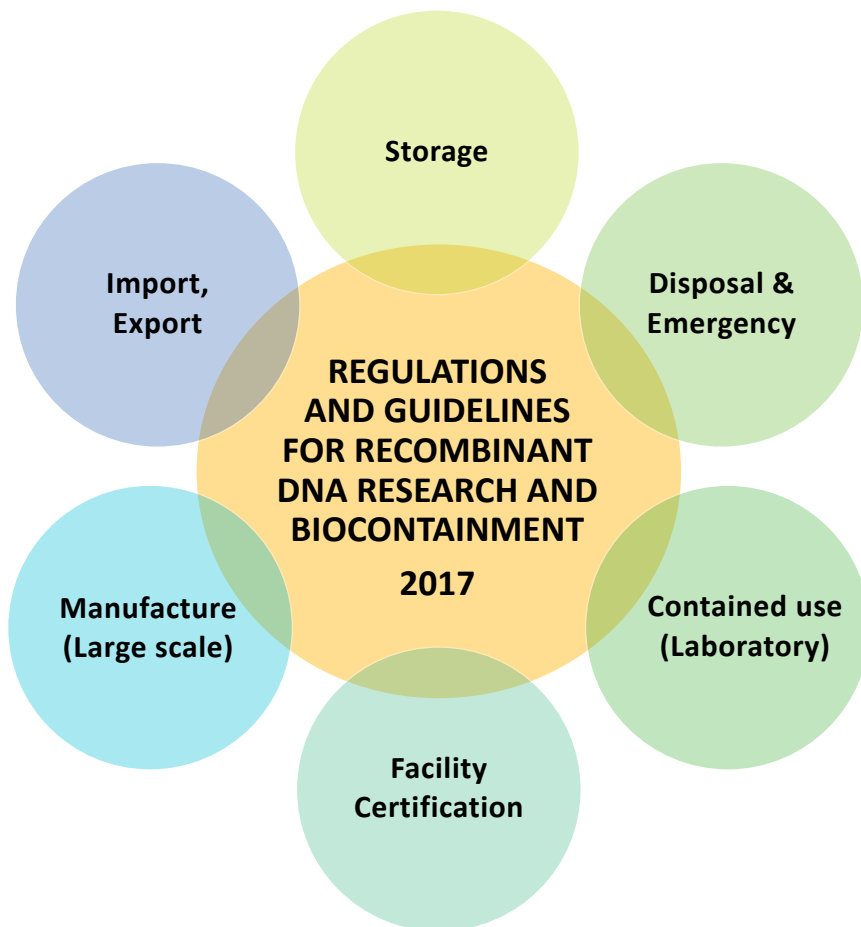 Storage
Import,
Export
Disposal &
Emergency
REGULATIONS
AND GUIDELINES
FOR RECOMBINANT
DNA RESEARCH AND
BIOCONTAINMENT
2017
Manufacture
(Large scale)
Contained use
(Laboratory)
Facility
Certification